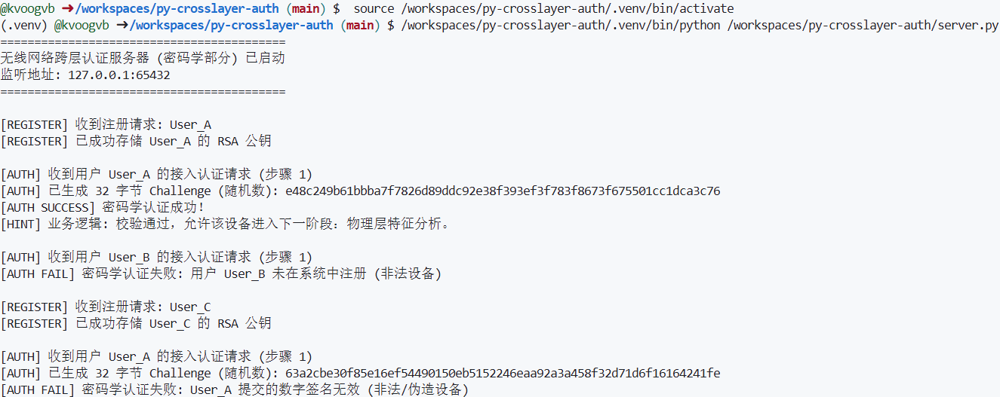 @kvoogvb ➜/workspaces/py-crosslayer-auth (main) $  source /workspaces/py-crosslayer-auth/.venv/bin/activate
(.venv) @kvoogvb ➜/workspaces/py-crosslayer-auth (main) $ /workspaces/py-crosslayer-auth/.venv/bin/python /workspaces/py-crosslayer-auth/server.py
==========================================
无线网络跨层认证服务器 (密码学部分) 已启动
监听地址: 127.0.0.1:65432
==========================================
[REGISTER] 收到注册请求: User_A
[REGISTER] 已成功存储 User_A 的 RSA 公钥
[AUTH] 收到用户 User_A 的接入认证请求 (步骤 1)
[AUTH] 已生成 32 字节 Challenge (随机数): e48c249b61bbba7f7826d89ddc92e38f393ef3f783f8673f675501cc1dca3c76
[AUTH SUCCESS] 密码学认证成功!
[HINT] 业务逻辑: 校验通过，允许该设备进入下一阶段：物理层特征分析。
[AUTH] 收到用户 User_B 的接入认证请求 (步骤 1)
[AUTH FAIL] 密码学认证失败: 用户 User_B 未在系统中注册 (非法设备)
[REGISTER] 收到注册请求: User_C
[REGISTER] 已成功存储 User_C 的 RSA 公钥
[AUTH] 收到用户 User_A 的接入认证请求 (步骤 1)
[AUTH] 已生成 32 字节 Challenge (随机数): 63a2cbe30f85e16ef54490150eb5152246eaa92a3a458f32d71d6f16164241fe
[AUTH FAIL] 密码学认证失败: User_A 提交的数字签名无效 (非法/伪造设备)